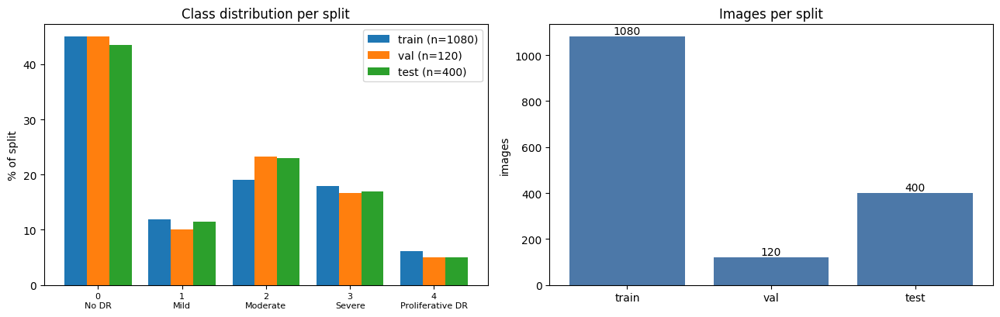 Class distribution per split
% of split
40
30
20
10
0
train (n=1080)
val (n=120)
test (n=400)
0 1 2 3 4
No DR Mild Moderate Severe Proliferative DR
Images per split
images
1000
800
600
400
200
0
1080
120
400
train val test